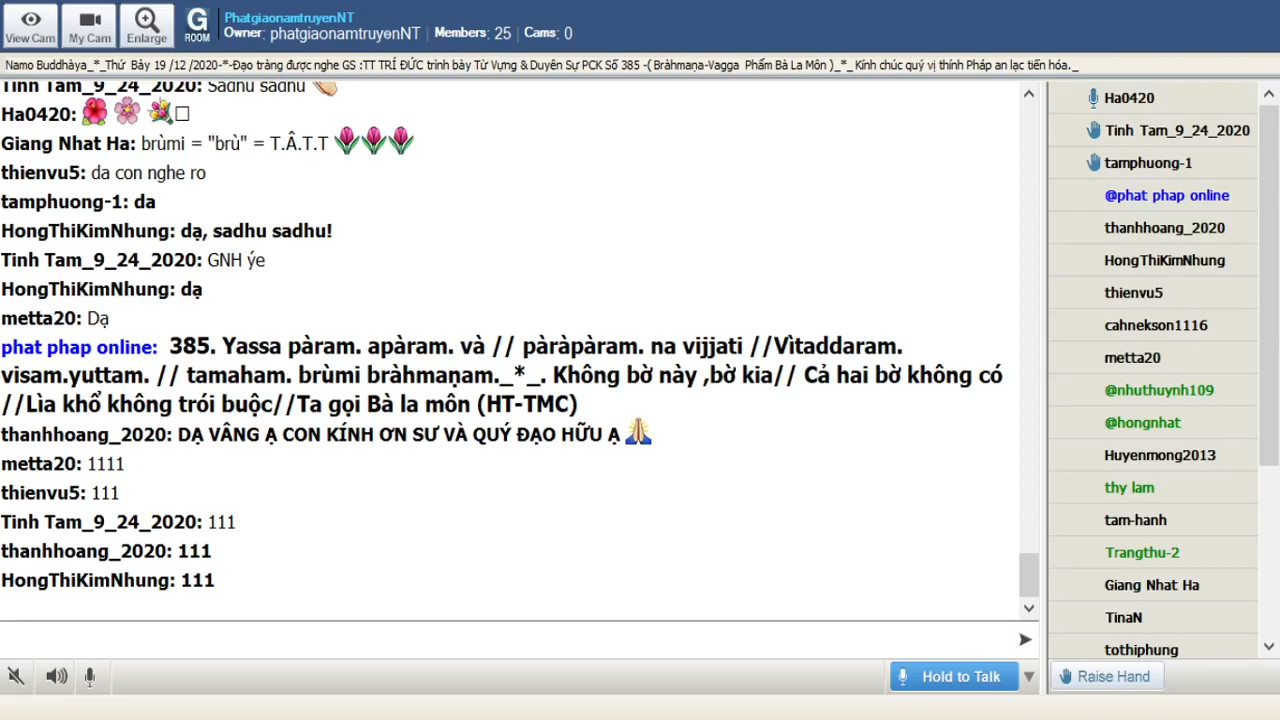 View Cam
My Cam
Enlarge
G
ROOM
PhatgiaonamtruyenNT
Owner: phatgiaonamtruyenNT | Members: 25 | Cams: 0
Namo Buddhàya_*_Thứ Bảy 19 /12 /2020-*-Đạo tràng được nghe GS :TT TRÍ ĐỨC trình bày Từ Vựng & Duyên Sự PCK Số 385 -( Bràhmaṇa-Vagga Phẩm Bà La Môn )_*_Kính chúc quý vị thính Pháp an lạc tiến hóa._
Tinh Tam_9_24_2020: Sadhu sadhu
Ha0420:
Giang Nhat Ha: brùmi = "brù" = T.Â.T.T
thienvu5: da con nghe ro
tamphuong-1: da
HongThiKimNhung: dạ, sadhu sadhu!
Tinh Tam_9_24_2020: GNH ýe
HongThiKimNhung: dạ
metta20: Dạ
phat phap online: 385. Yassa pàram. apàram. và // pàràpàram. na vijjati //Vìtaddaram.
visam.yuttam. // tamaham. brùmi bràhmaṇam._*_. Không bờ này ,bờ kia// Cả hai bờ không có
//Lìa khổ không trói buộc//Ta gọi Bà la môn (HT-TMC)
thanhhoang_2020: DẠ VÂNG Ạ CON KÍNH ƠN SƯ VÀ QUÝ ĐẠO HỮU Ạ
metta20: 1111
thienvu5: 111
Tinh Tam_9_24_2020: 111
thanhhoang_2020: 111
HongThiKimNhung: 111
Ha0420
Tinh Tam_9_24_2020
tamphuong-1
@phat phap online
thanhhoang_2020
HongThiKimNhung
thienvu5
cahnekson1116
metta20
@nhuthuynh109
@hongnhat
Huyenmong2013
thy lam
tam-hanh
Trangthu-2
Giang Nhat Ha
TinaN
tothiphung
Hold to Talk
Raise Hand